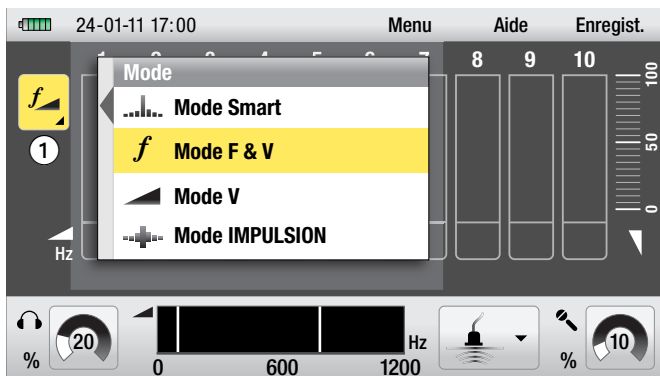 24-01-11 17:00 Menu Aide Enregist.
8 9 10
Mode
Mode Smart
f Mode F & V
Mode V
Mode IMPULSION
f
1
100
50
0
Hz
20
%
Hz
0 600 1200
10
%